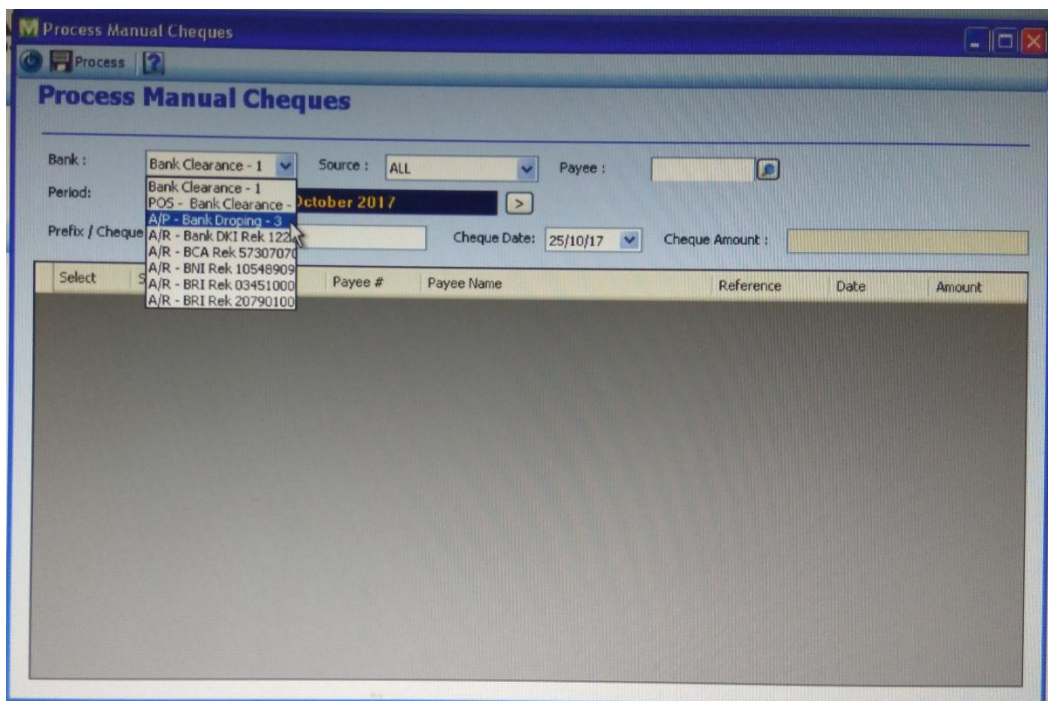 Process Manual Cheques
Process
Process Manual Cheques
Bank : Bank Clearance - 1 Source : ALL Payee :
Period: October 2017 >
Prefix / Cheque Cheque Date: 25/10/17 Cheque Amount :
Bank Clearance - 1
POS - Bank Clearance -
A/P - Bank Droping - 3
A/R - Bank DKI Rek 122
A/R - BCA Rek 57307070
A/R - BNI Rek 10548909
A/R - BRI Rek 03451000
A/R - BRI Rek 20790100
Select S Payee # Payee Name Reference Date Amount